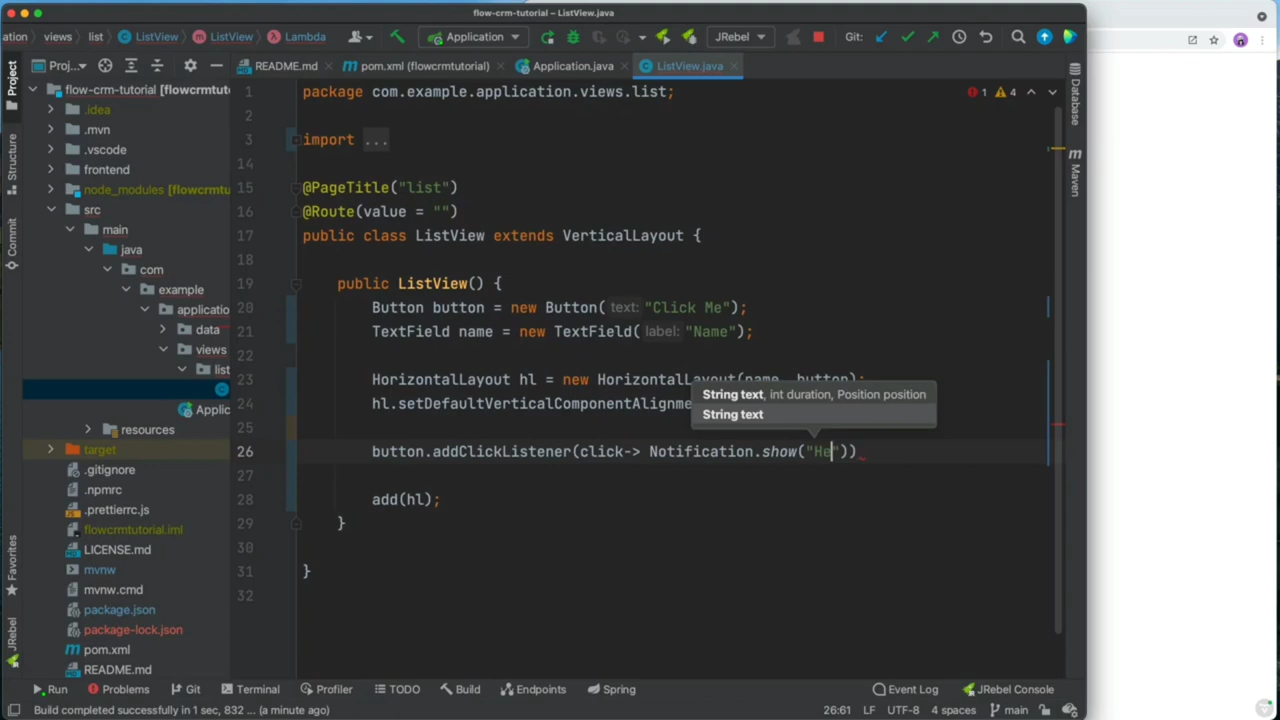 flow-crm-tutorial – ListView.java
ation views list ListView ListView Lambda Application JRebel Git:
Project Proj... README.md pom.xml (flowcrmtutorial) Application.java ListView.java
flow-crm-tutorial [flowcrmtuto
.idea
.mvn
.vscode
frontend
node_modules [flowcrmtu
src
main
java
com
example
applicatio
data
views
list
Applic
resources
target
.gitignore
.npmrc
.prettierrc.js
flowcrmtutorial.iml
LICENSE.md
mvnw
mvnw.cmd
package.json
package-lock.json
pom.xml
README.md
Structure
Commit
Favorites
JRebel
1 package com.example.application.views.list;
2
3 import ...
14
15 @PageTitle("list")
16 @Route(value = "")
17 public class ListView extends VerticalLayout {
18
19 public ListView() {
20 Button button = new Button( text: "Click Me");
21 TextField name = new TextField( label: "Name");
22
23 HorizontalLayout hl = new HorizontalLayout(name, button);
24 hl.setDefaultVerticalComponentAlignme
25
26 button.addClickListener(click-> Notification.show("He"))
27
28 add(hl);
29 }
30
31 }
32
String text, int duration, Position position
String text
1 4
Database
Maven
Run Problems Git Terminal Profiler TODO Build Endpoints Spring Event Log JRebel Console
Build completed successfully in 1 sec, 832 ... (a minute ago) 26:61 LF UTF-8 4 spaces main